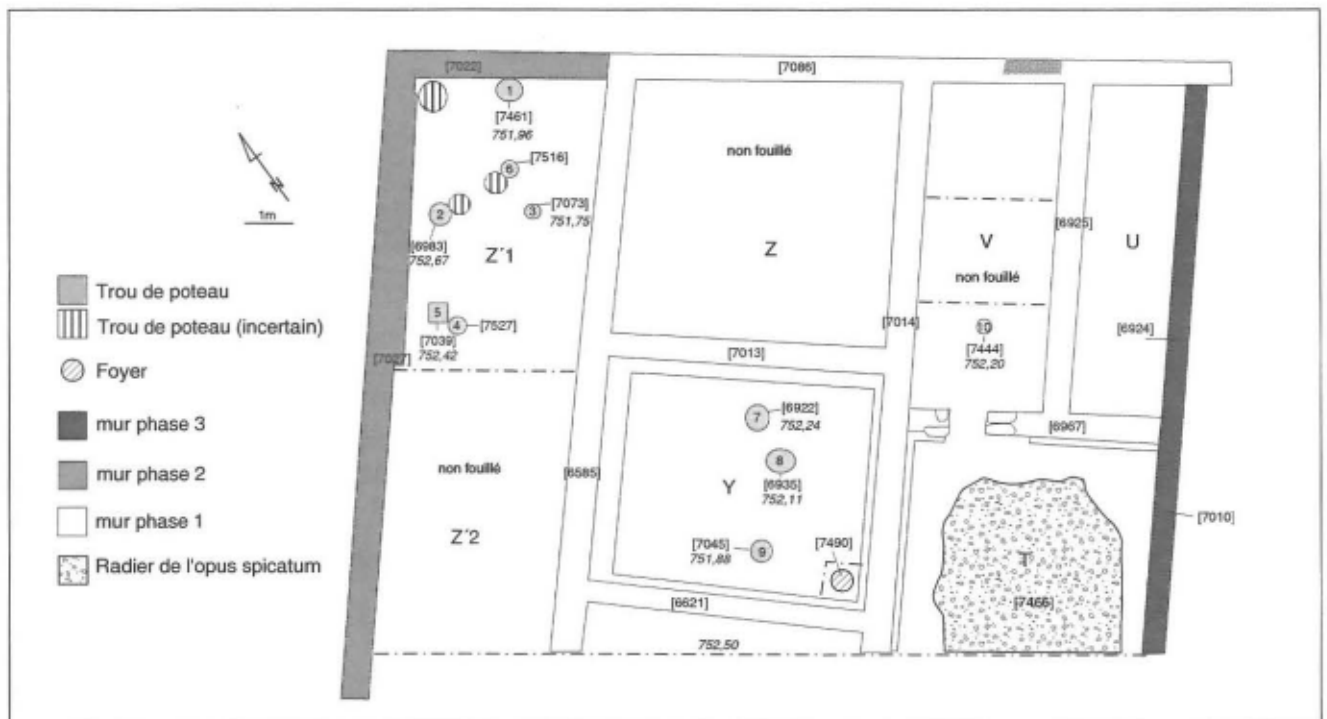 [7022]
[7086]
1
[7461]
751,96
non fouillé
6
[7516]
2
3
[7073]
751,75
[6983]
752,67
Z'1
Z
V
[6925]
U
non fouillé
1m
Trou de poteau
Trou de poteau (incertain)
Foyer
mur phase 3
mur phase 2
mur phase 1
Radier de l'opus spicatum
5
4
[7527]
[7039]
752,42
[7027]
[7014]
10
[7444]
752,20
[6924]
[7013]
7
[6922]
752,24
[6967]
non fouillé
[6585]
8
[6935]
752,11
Y
Z'2
[7010]
[7045]
751,88
9
[7490]
T
[7466]
[6621]
752,50